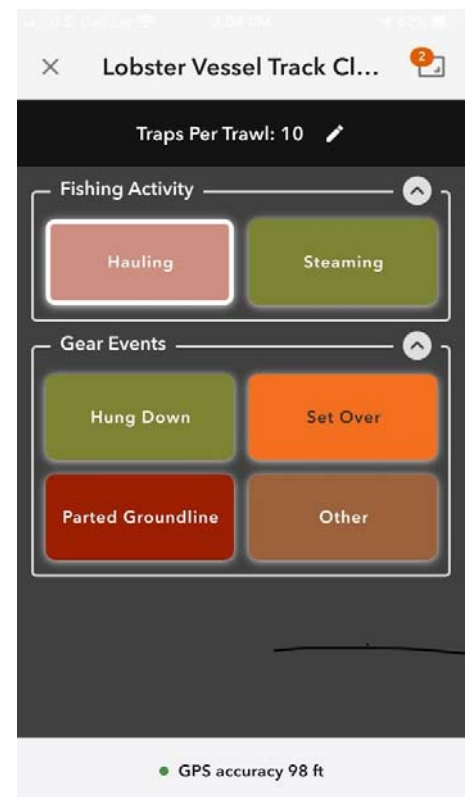 Lobster Vessel Track Cl...
2
Traps Per Trawl: 10
Fishing Activity
Hauling
Steaming
Gear Events
Hung Down
Set Over
Parted Groundline
Other
GPS accuracy 98 ft